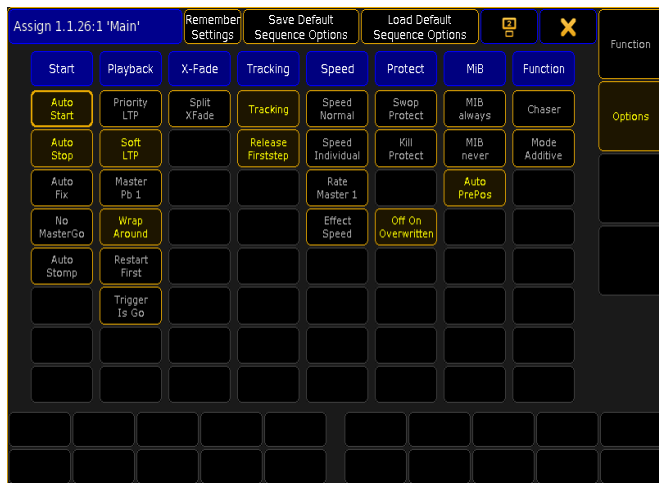 Assign 1.1.26:1 'Main'
Remember
Settings
Save Default
Sequence Options
Load Default
Sequence Options
2
Function
Options
Start Playback X-Fade Tracking Speed Protect MiB Function
Auto
Start
Priority
LTP
Split
XFade
Tracking
Speed
Normal
Swop
Protect
MIB
always
Chaser
Auto
Stop
Soft
LTP
Release
Firststep
Speed
Individual
Kill
Protect
MIB
never
Mode
Additive
Auto
Fix
Master
Pb 1
Rate
Master 1
Auto
PrePos
No
MasterGo
Wrap
Around
Effect
Speed
Off On
Overwritten
Auto
Stomp
Restart
First
Trigger
Is Go